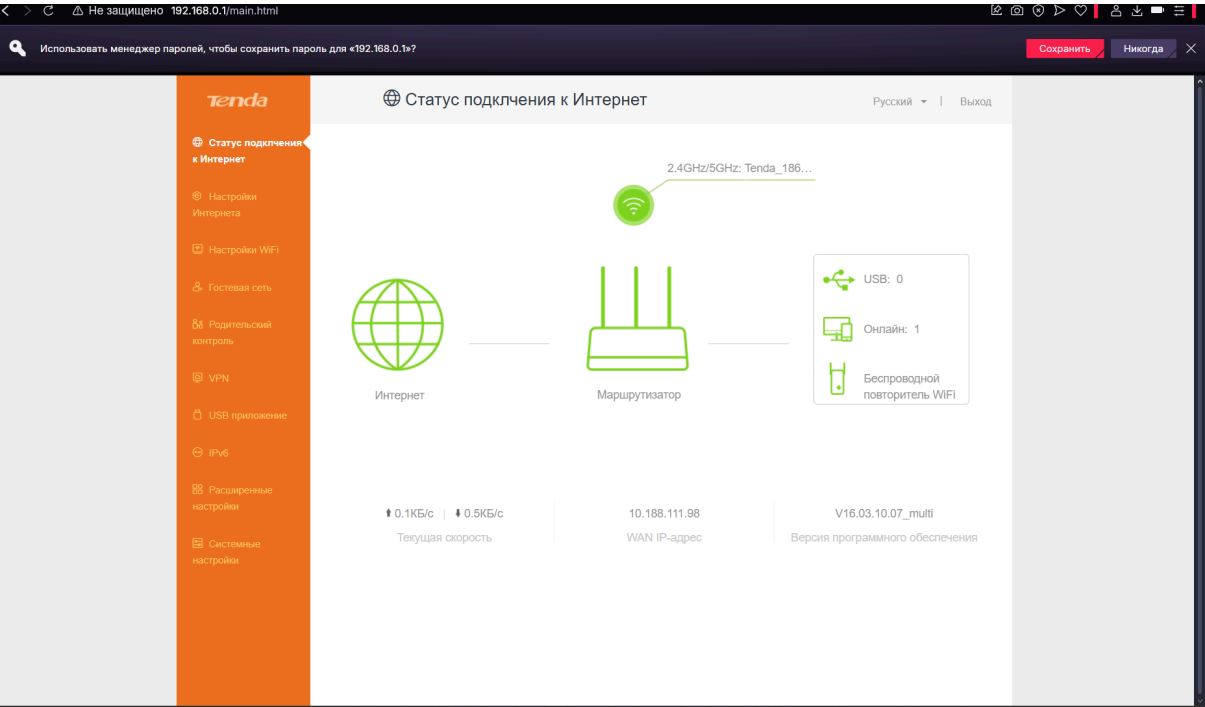 Не защищено 192.168.0.1/main.html
Использовать менеджер паролей, чтобы сохранить пароль для «192.168.0.1»?
Сохранить
Никогда
Tenda
Статус подклчения к Интернет
Русский
Выход
Статус подклчения
к Интернет
Настройки
Интернета
Настройки WiFi
Гостевая сеть
Родительский
контроль
VPN
USB приложение
IPv6
Расширенные
настройки
Системные
настройки
2.4GHz/5GHz: Tenda_186...
USB: 0
Онлайн: 1
Беспроводной
повторитель WiFi
Интернет
Маршрутизатор
0.1КБ/с | 0.5КБ/с
Текущая скорость
10.188.111.98
WAN IP-адрес
V16.03.10.07_multi
Версия программного обеспечения